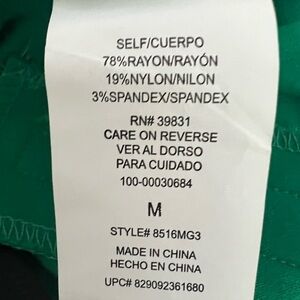 SELF/CUERPO
78%RAYON/RAYÓN
19%NYLON/NILON
3%SPANDEX/SPANDEX
RN# 39831
CARE ON REVERSE
VER AL DORSO
PARA CUIDADO
100-00030684
M
STYLE# 8516MG3
MADE IN CHINA
HECHO EN CHINA
UPC# 829092361680